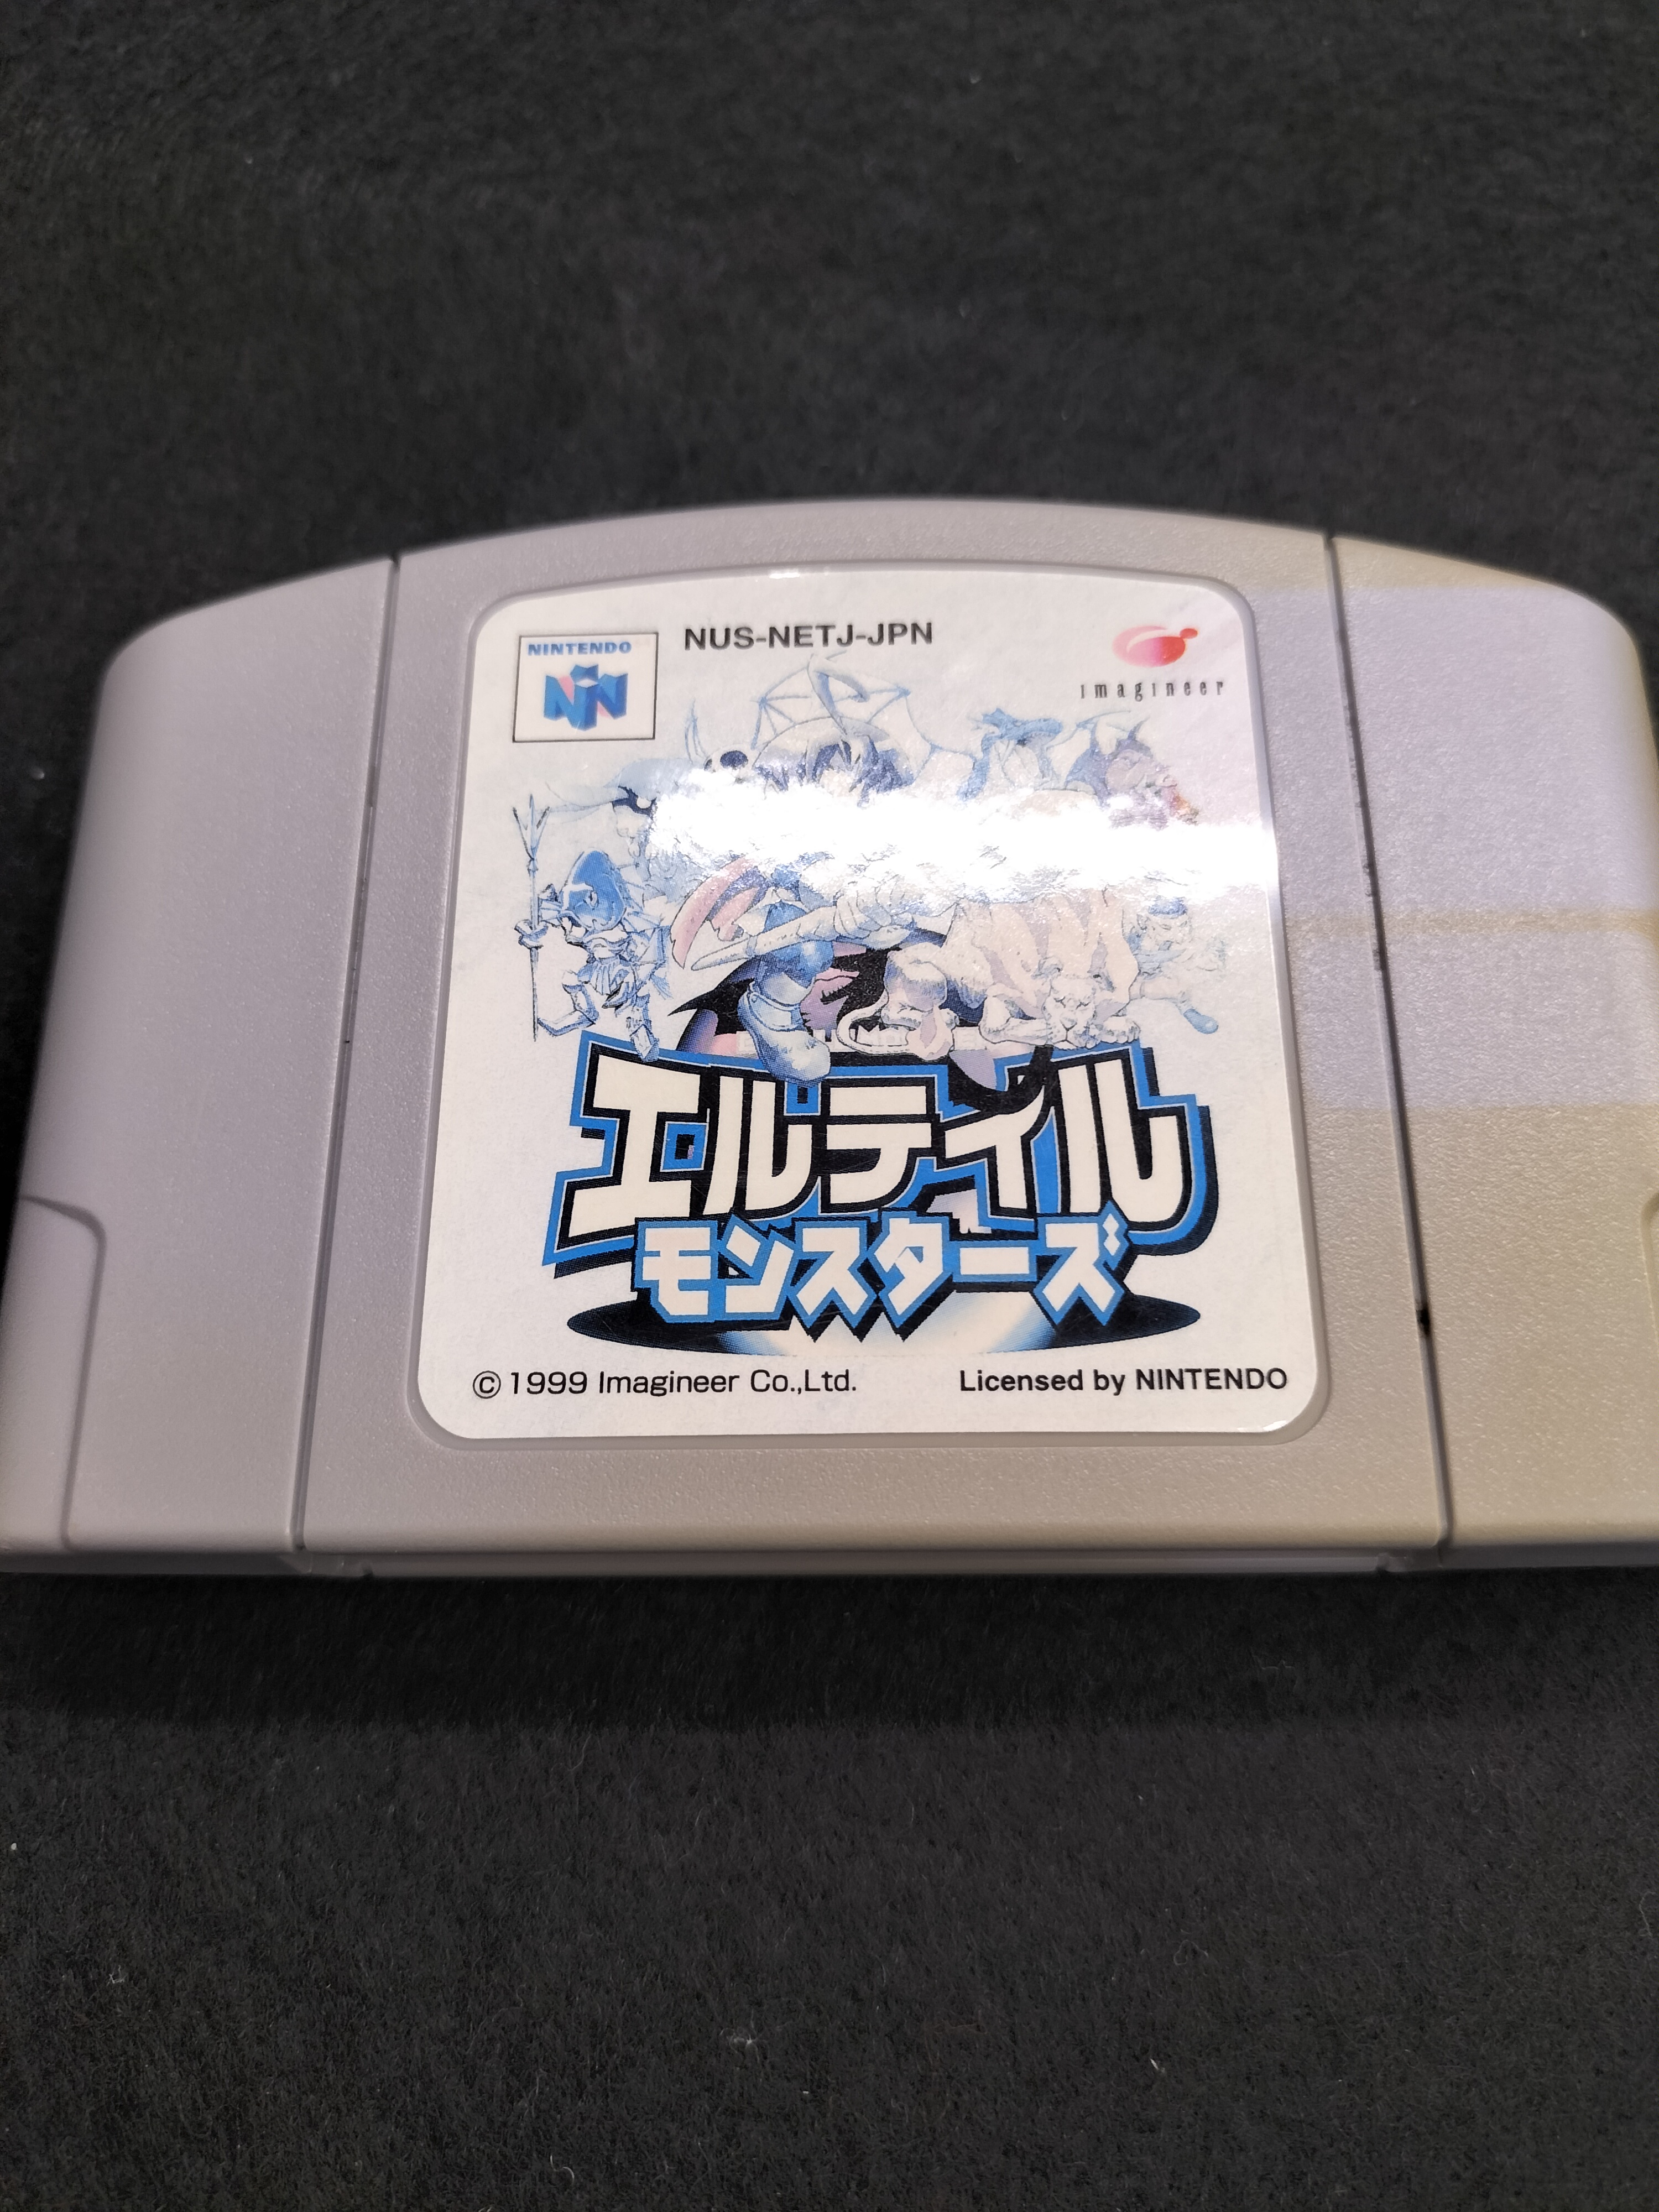 NINTENDO
NUS-NETJ-JPN
imagineer
エルテイル
モンスターズ
©1999 Imagineer Co.,Ltd.
Licensed by NINTENDO